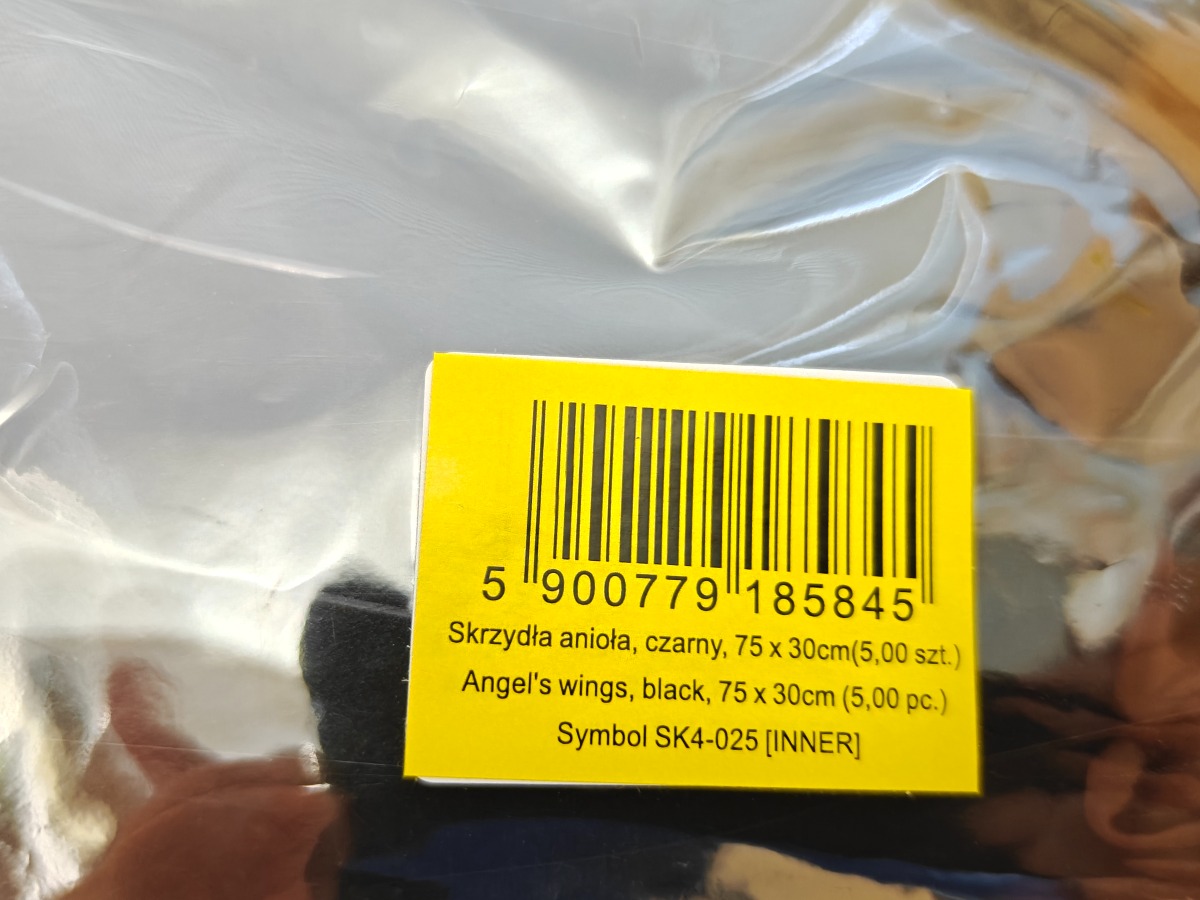 5 900779 185845
Skrzydła anioła, czarny, 75 x 30cm(5,00 szt.)
Angel's wings, black, 75 x 30cm (5,00 pc.)
Symbol SK4-025 [INNER]